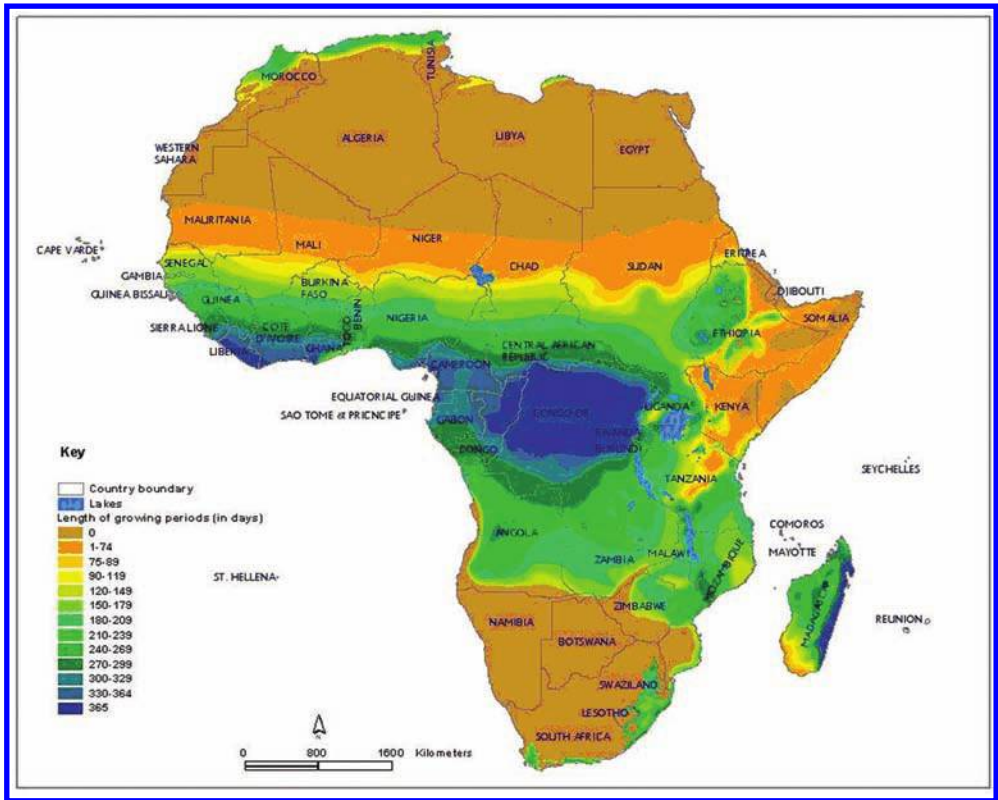 TUNISIA
MOROCCO
ALGERIA
LIBYA
EGYPT
WESTERN
SAHARA
MAURITANIA
MALI
NIGER
CHAD
SUDAN
ERITREA
CAPE VARDE
SENEGAL
GAMBIA
BURKINA
FASO
DJIBOUTI
GUINEA BISSAU
GUINEA
BENIN
TOGO
NIGERIA
SOMALIA
SIERRALIONE
COTE
D'IVOIRE
GHANA
ETHIOPIA
LIBERIA
CENTRAL AFRICAN
REPUBLIC
CAMEROON
EQUATORIAL GUINEA
UGANDA
KENYA
SAO TOME & PRICNCIPE
GABON
CONGO DR
RWANDA
BURUNDI
CONGO
TANZANIA
SEYCHELLES
ANGOLA
ZAMBIA
MALAWI
MOZAMBIQUE
COMOROS
MAYOTTE
MADAGASCAR
ST. HELLENA
ZIMBABWE
REUNION
NAMIBIA
BOTSWANA
SWAZILAND
LESOTHO
SOUTH AFRICA
Key
Country boundary
Lakes
Length of growing periods (in days)
0
1-74
75-89
90-119
120-149
150-179
180-209
210-239
240-269
270-299
300-329
330-364
365
N
0 800 1600 Kilometers